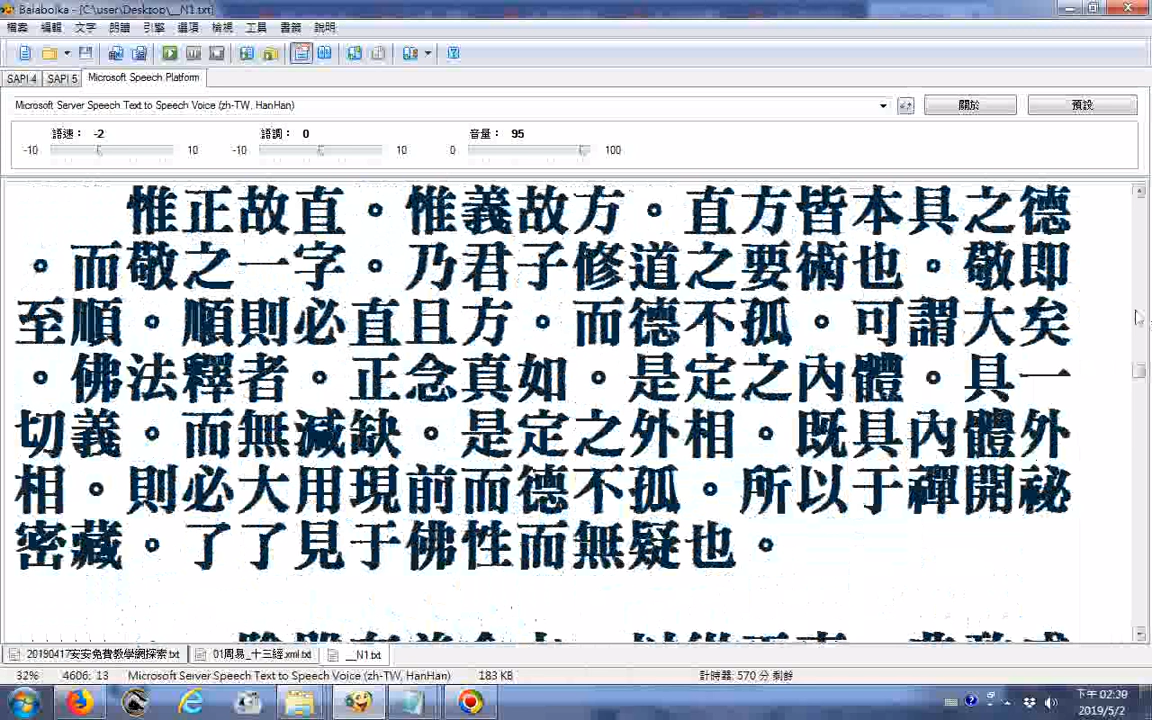 Balabolka - [C:\user\Desktop\__N1.txt]
檔案 編輯 文字 朗讀 引擎 選項 檢視 工具 書籤 說明
SAPI 4 SAPI 5 Microsoft Speech Platform
Microsoft Server Speech Text to Speech Voice (zh-TW, HanHan) 關於 預設
語速： -2 語調： 0 音量： 95
-10 10 -10 10 0 100
惟正故直。惟義故方。直方皆本具之德
。而敬之一字。乃君子修道之要術也。敬即
至順。順則必直且方。而德不孤。可謂大矣
。佛法釋者。正念真如。是定之內體。具一
切義。而無減缺。是定之外相。既具內體外
相。則必大用現前而德不孤。所以于禪開祕
密藏。了了見于佛性而無疑也。
20190417安安免費教學網探索.txt 01周易_十三經.xml.txt __N1.txt
32% 4606: 13 Microsoft Server Speech Text to Speech Voice (zh-TW, HanHan) 183 KB 計時器: 570 分 剩餘
下午 02:39
2019/5/2